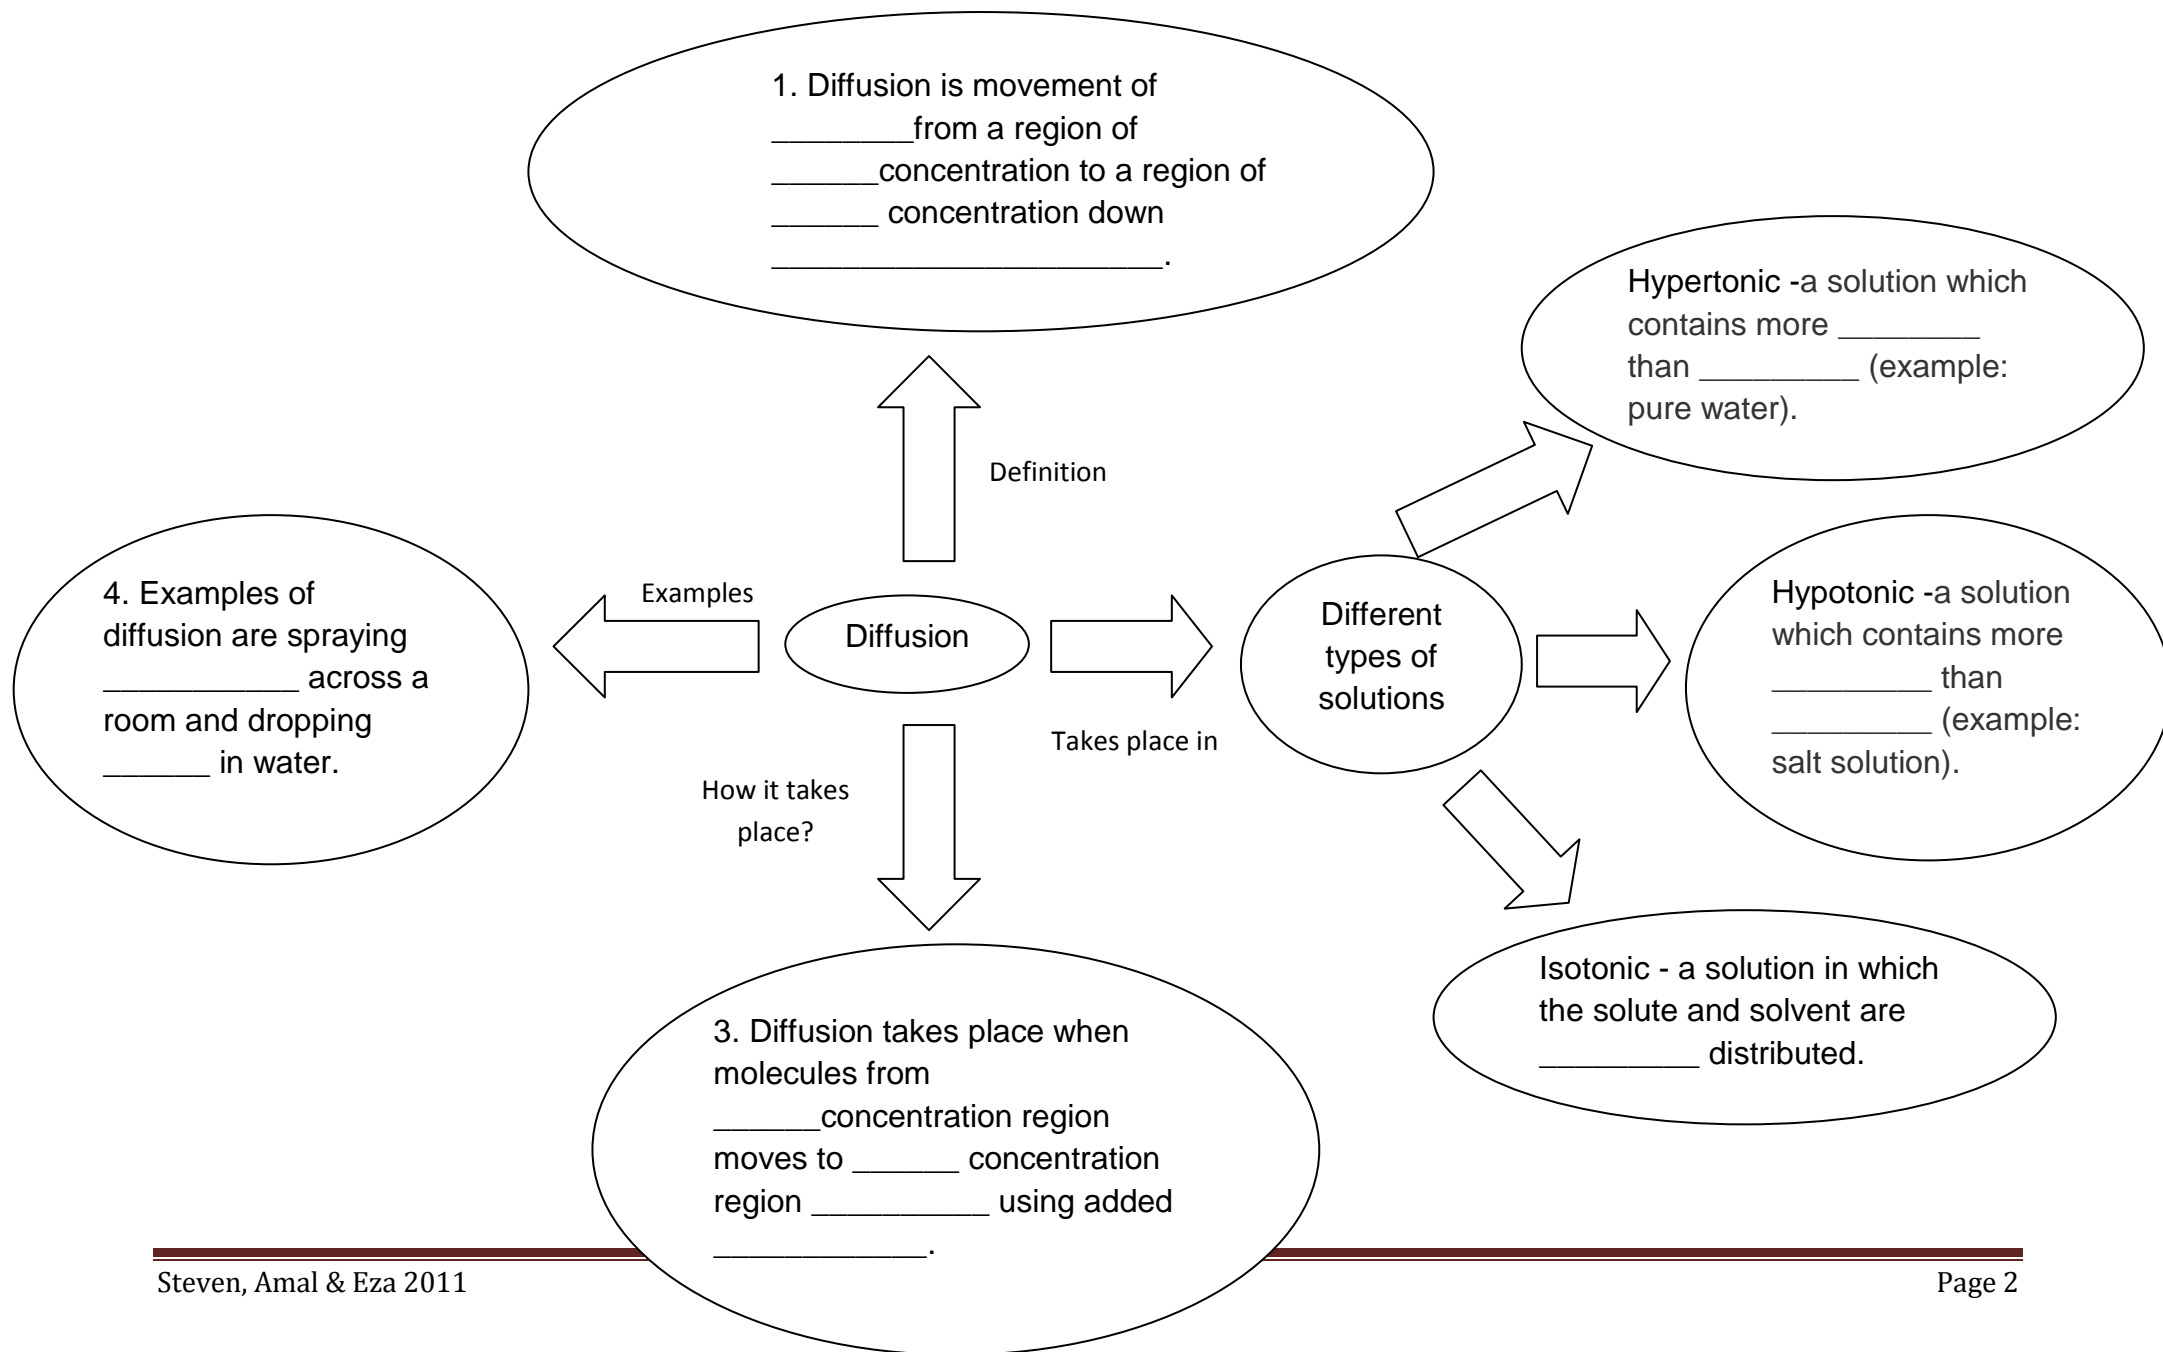 1. Diffusion is movement of
________from a region of
______concentration to a region of
______ concentration down
______________________.
Definition
Hypertonic -a solution which
contains more ________
than _________ (example:
pure water).
4. Examples of
diffusion are spraying
___________ across a
room and dropping
______ in water.
Examples
Diffusion
Takes place in
Different
types of
solutions
Hypotonic -a solution
which contains more
_________ than
_________ (example:
salt solution).
How it takes
place?
Isotonic - a solution in which
the solute and solvent are
_________ distributed.
3. Diffusion takes place when
molecules from
______concentration region
moves to ______ concentration
region __________ using added
____________.
Steven, Amal & Eza 2011
Page 2